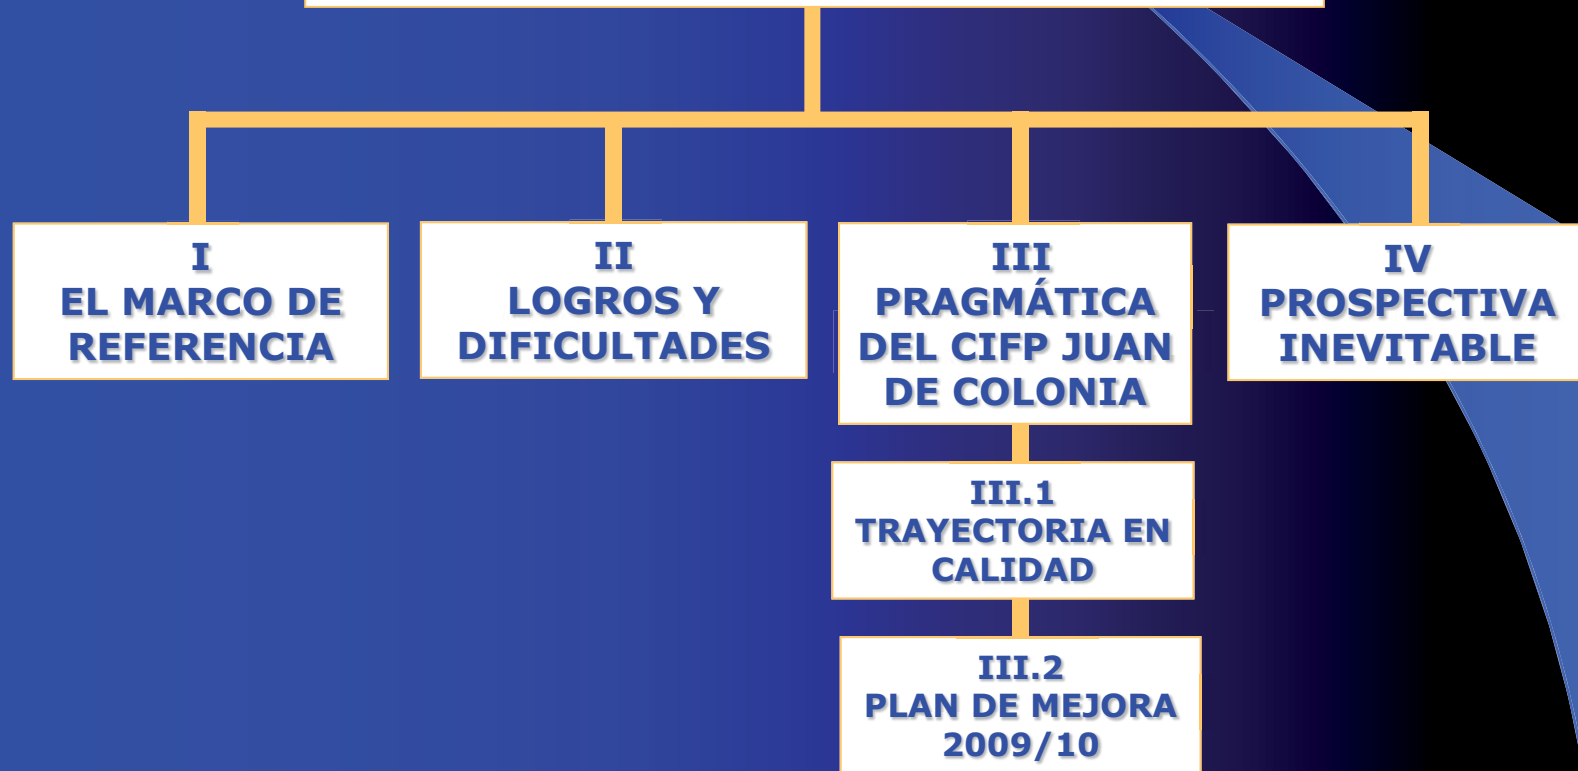 I
EL MARCO DE
REFERENCIA
II
LOGROS Y
DIFICULTADES
III
PRAGMÁTICA
DEL CIFP JUAN
DE COLONIA
IV
PROSPECTIVA
INEVITABLE
III.1
TRAYECTORIA EN
CALIDAD
III.2
PLAN DE MEJORA
2009/10